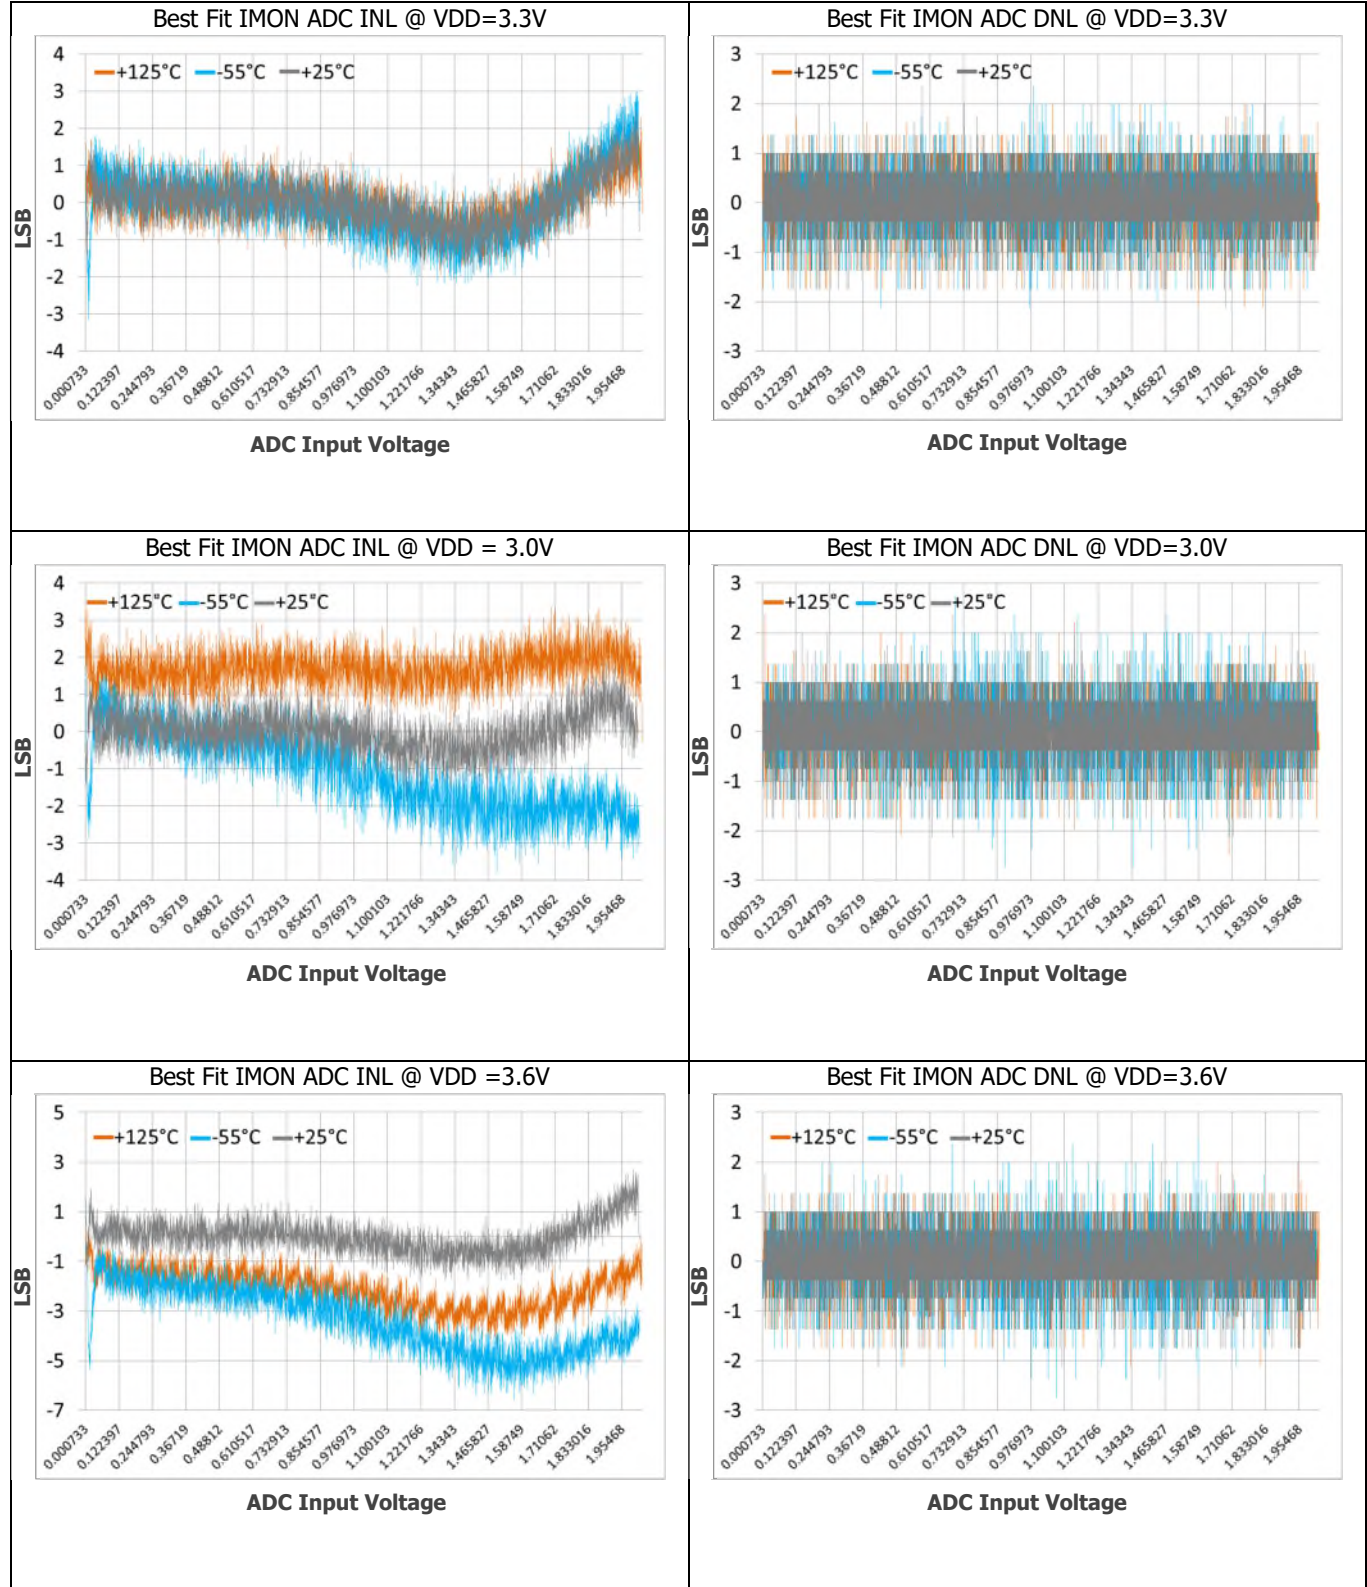 Best Fit IMON ADC INL @ VDD=3.3V
4
3
2
1
0
-1
-2
-3
-4
LSB
+125°C -55°C +25°C
0.000733 0.122397 0.244793 0.36719 0.48812 0.610517 0.732913 0.854577 0.976973 1.100103 1.221766 1.34343 1.465827 1.58749 1.71062 1.833016 1.95468
ADC Input Voltage
Best Fit IMON ADC DNL @ VDD=3.3V
3
2
1
0
-1
-2
-3
LSB
+125°C -55°C +25°C
0.000733 0.122397 0.244793 0.36719 0.48812 0.610517 0.732913 0.854577 0.976973 1.100103 1.221766 1.34343 1.465827 1.58749 1.71062 1.833016 1.95468
ADC Input Voltage
Best Fit IMON ADC INL @ VDD = 3.0V
4
3
2
1
0
-1
-2
-3
-4
LSB
+125°C -55°C +25°C
0.000733 0.122397 0.244793 0.36719 0.48812 0.610517 0.732913 0.854577 0.976973 1.100103 1.221766 1.34343 1.465827 1.58749 1.71062 1.833016 1.95468
ADC Input Voltage
Best Fit IMON ADC DNL @ VDD=3.0V
3
2
1
0
-1
-2
-3
LSB
+125°C -55°C +25°C
0.000733 0.122397 0.244793 0.36719 0.48812 0.610517 0.732913 0.854577 0.976973 1.100103 1.221766 1.34343 1.465827 1.58749 1.71062 1.833016 1.95468
ADC Input Voltage
Best Fit IMON ADC INL @ VDD =3.6V
5
3
1
-1
-3
-5
-7
LSB
+125°C -55°C +25°C
0.000733 0.122397 0.244793 0.36719 0.48812 0.610517 0.732913 0.854577 0.976973 1.100103 1.221766 1.34343 1.465827 1.58749 1.71062 1.833016 1.95468
ADC Input Voltage
Best Fit IMON ADC DNL @ VDD=3.6V
3
2
1
0
-1
-2
-3
LSB
+125°C -55°C +25°C
0.000733 0.122397 0.244793 0.36719 0.48812 0.610517 0.732913 0.854577 0.976973 1.100103 1.221766 1.34343 1.465827 1.58749 1.71062 1.833016 1.95468
ADC Input Voltage